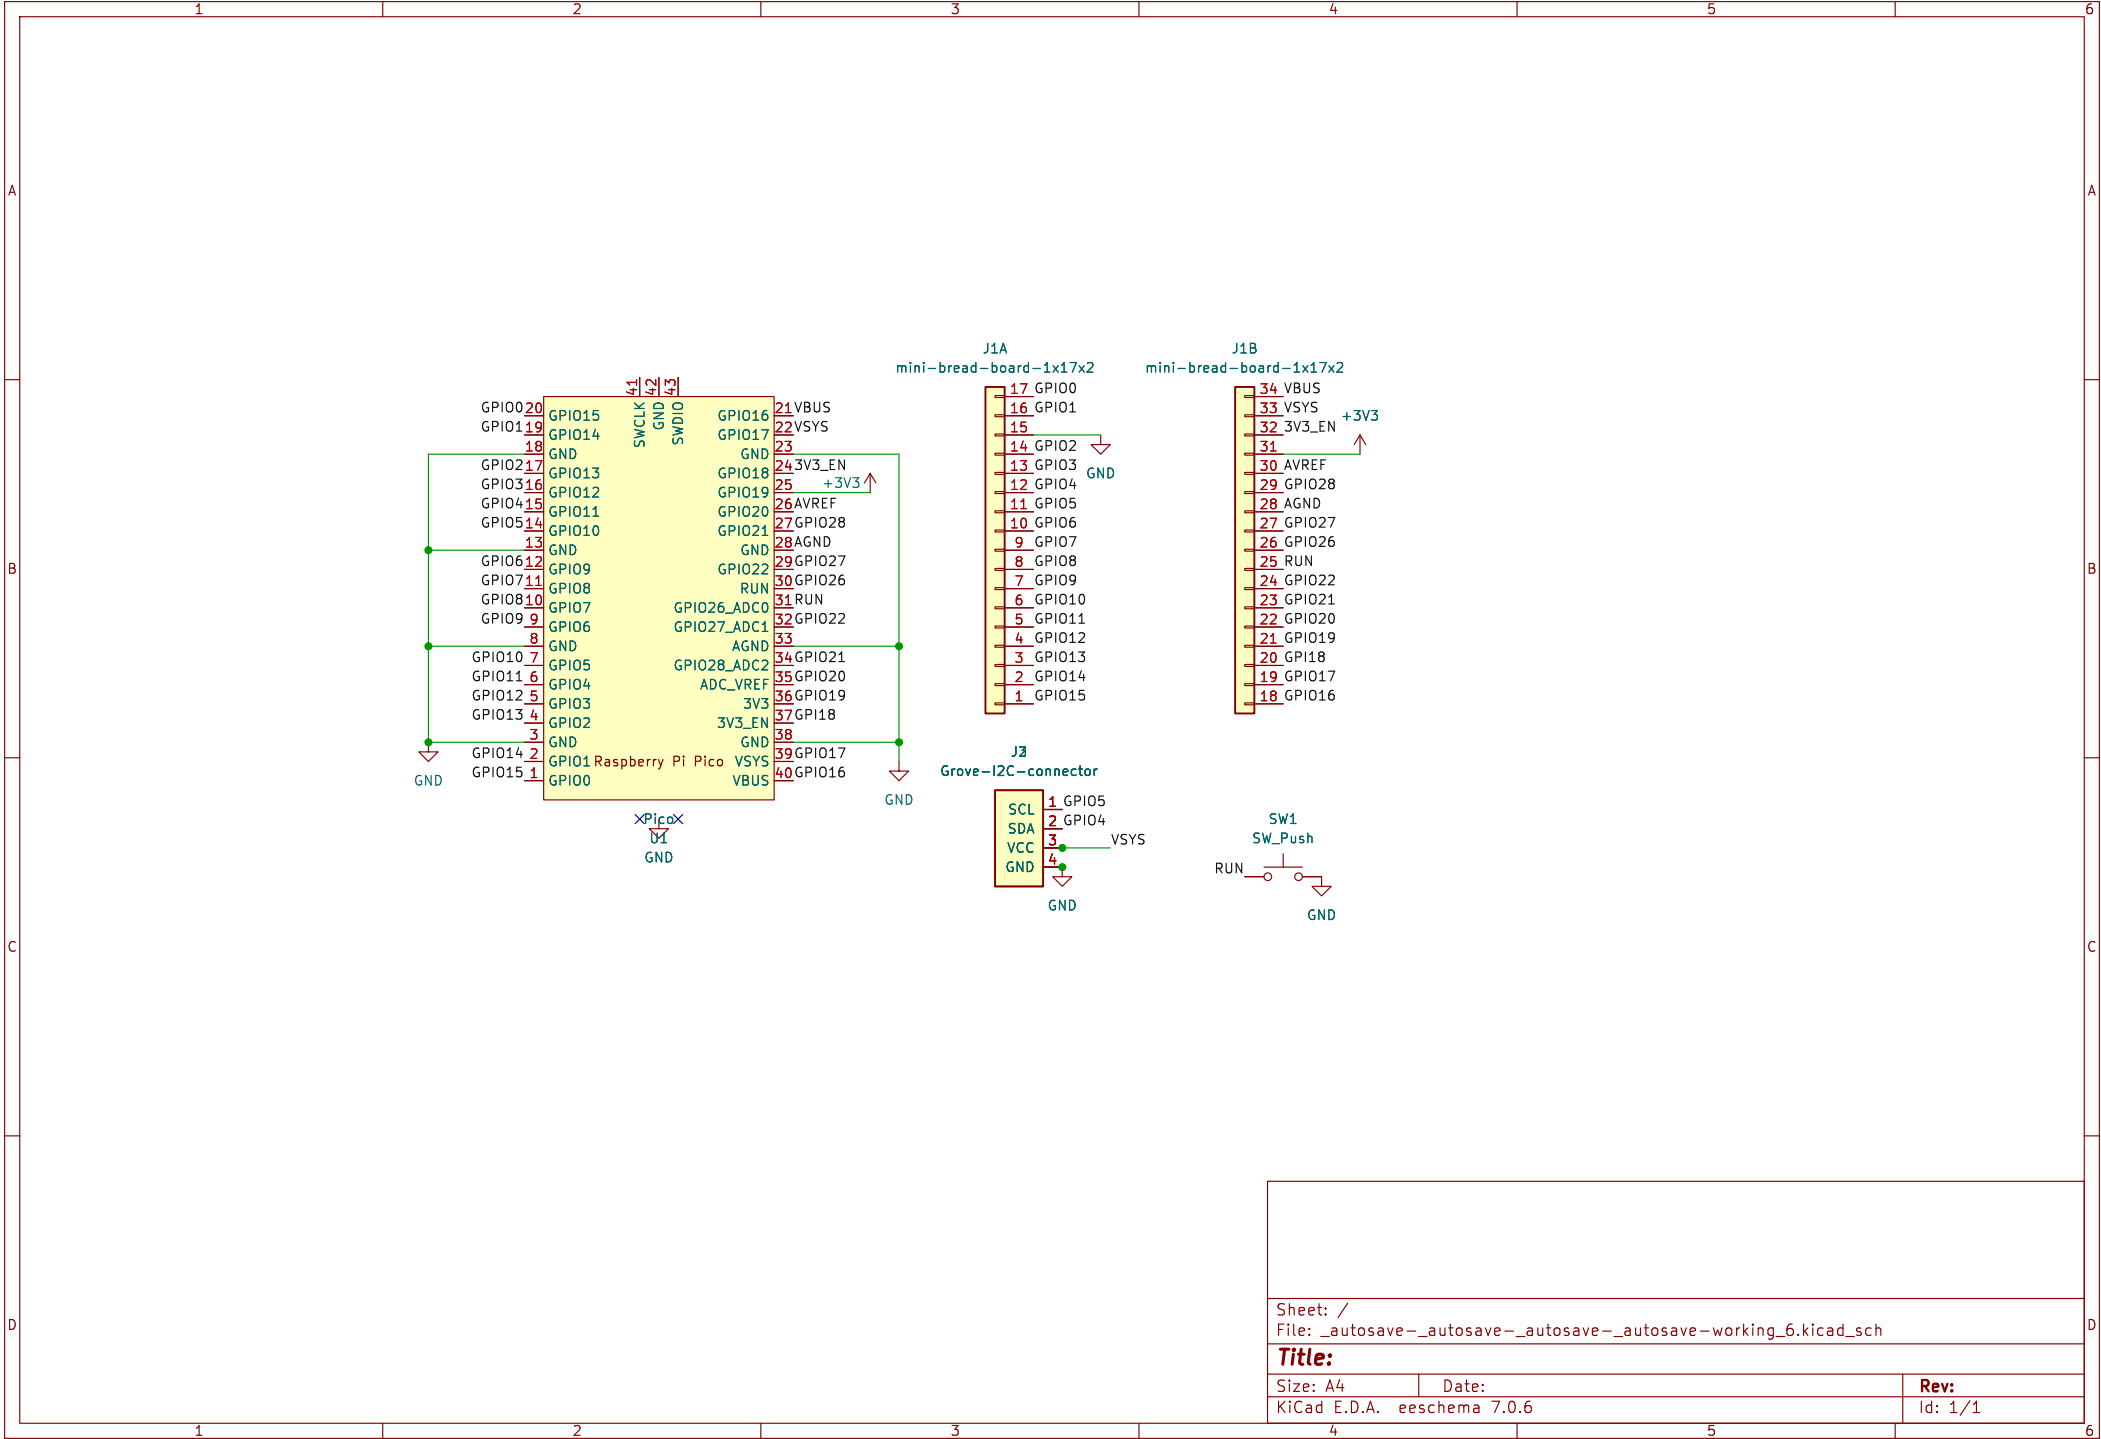 1 2 3 4 5 6
A A
B B
C C
D D
J1A
mini-bread-board-1x17x2
17 GPIO0
16 GPIO1
15
14 GPIO2
13 GPIO3
12 GPIO4
11 GPIO5
10 GPIO6
9 GPIO7
8 GPIO8
7 GPIO9
6 GPIO10
5 GPIO11
4 GPIO12
3 GPIO13
2 GPIO14
1 GPIO15
GND
J1B
mini-bread-board-1x17x2
34 VBUS
33 VSYS
32 3V3_EN
31
30 AVREF
29 GPIO28
28 AGND
27 GPIO27
26 GPIO26
25 RUN
24 GPIO22
23 GPIO21
22 GPIO20
21 GPIO19
20 GPI18
19 GPIO17
18 GPIO16
+3V3
41 42 43
SWCLK GND SWDIO
GPIO0 20 GPIO15
GPIO1 19 GPIO14
18 GND
GPIO2 17 GPIO13
GPIO3 16 GPIO12
GPIO4 15 GPIO11
GPIO5 14 GPIO10
13 GND
GPIO6 12 GPIO9
GPIO7 11 GPIO8
GPIO8 10 GPIO7
GPIO9 9 GPIO6
8 GND
GPIO10 7 GPIO5
GPIO11 6 GPIO4
GPIO12 5 GPIO3
GPIO13 4 GPIO2
3 GND
GPIO14 2 GPIO1
GPIO15 1 GPIO0
GND
GPIO16 21 VBUS
GPIO17 22 VSYS
GND 23
GPIO18 24 3V3_EN
GPIO19 25 +3V3
GPIO20 26 AVREF
GPIO21 27 GPIO28
GND 28 AGND
GPIO22 29 GPIO27
RUN 30 GPIO26
GPIO26_ADC0 31 RUN
GPIO27_ADC1 32 GPIO22
AGND 33
GPIO28_ADC2 34 GPIO21
ADC_VREF 35 GPIO20
3V3 36 GPIO19
3V3_EN 37 GPI18
GND 38
VSYS 39 GPIO17
VBUS 40 GPIO16
GND
Raspberry Pi Pico
Pico
U1
GND
Grove-I2C-connector
SCL 1 GPIO5
SDA 2 GPIO4
VCC 3 VSYS
GND 4
GND
SW1
SW_Push
RUN
GND
Sheet: /
File: _autosave-_autosave-_autosave-_autosave-working_6.kicad_sch
Title:
Size: A4 Date: Rev:
KiCad E.D.A. eeschema 7.0.6 Id: 1/1
1 2 3 4 6